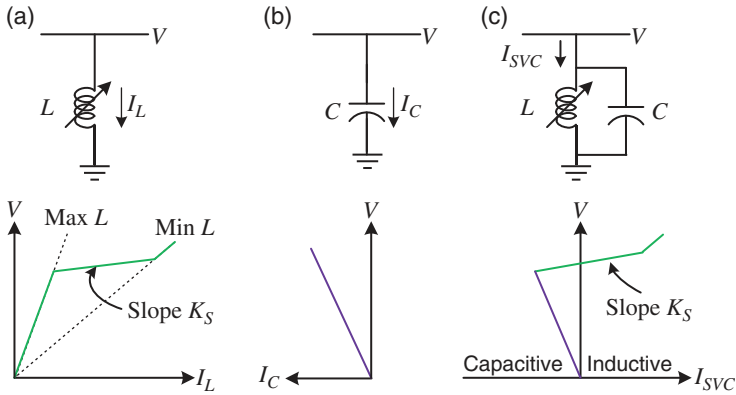 (a)
V
L
I_L
V
Max L
Min L
Slope K_S
I_L
(b)
V
C
I_C
V
I_C
(c)
V
I_SVC
L
C
V
Slope K_S
Capacitive
Inductive
I_SVC